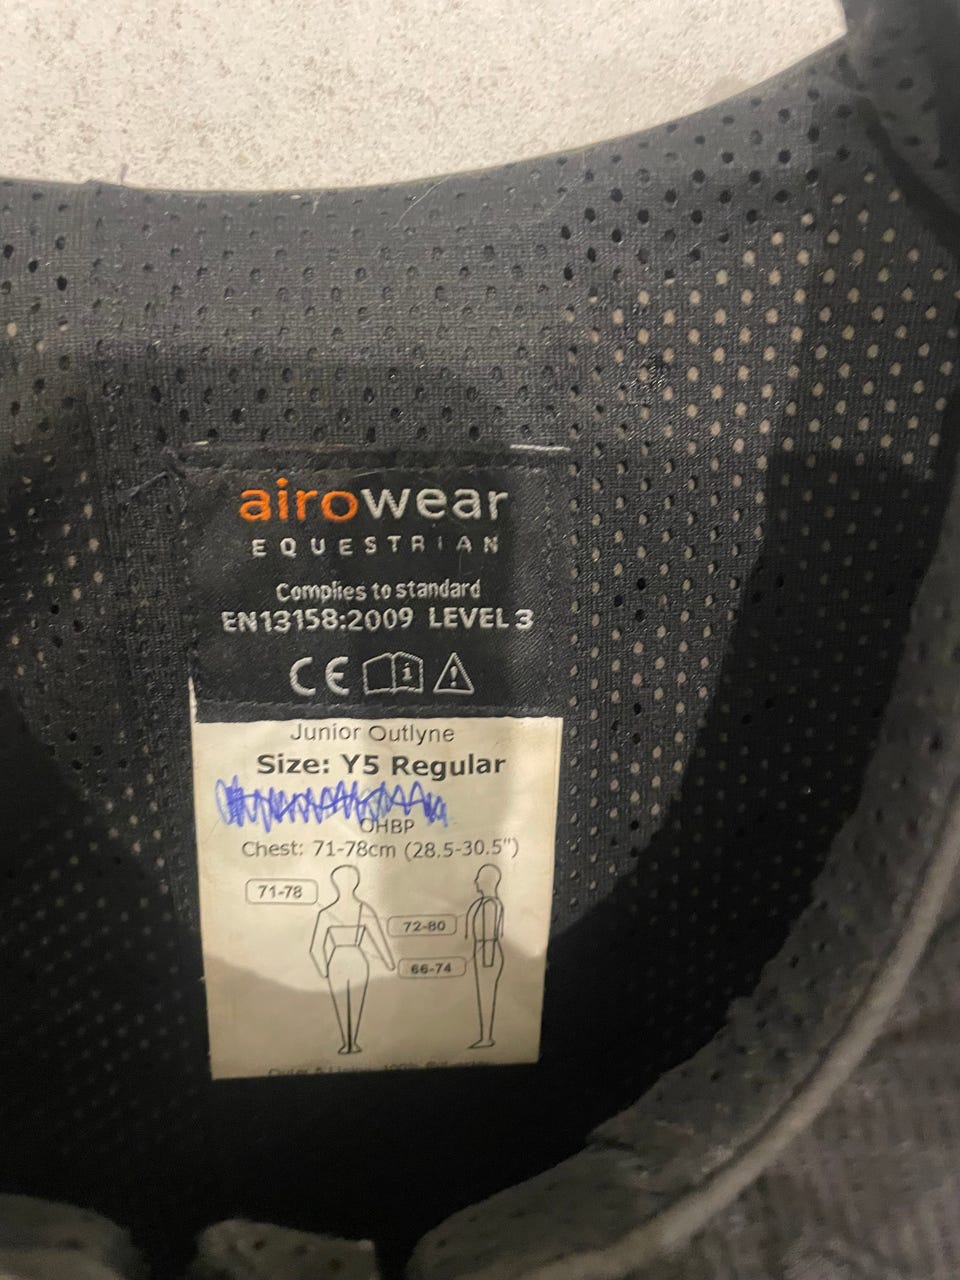 airowear
EQUESTRIAN
Complies to standard
EN13158:2009 LEVEL 3
CE
i
!
Junior Outlyne
Size: Y5 Regular
OHBP
Chest: 71-78cm (28.5-30.5")
71-78
72-80
66-74